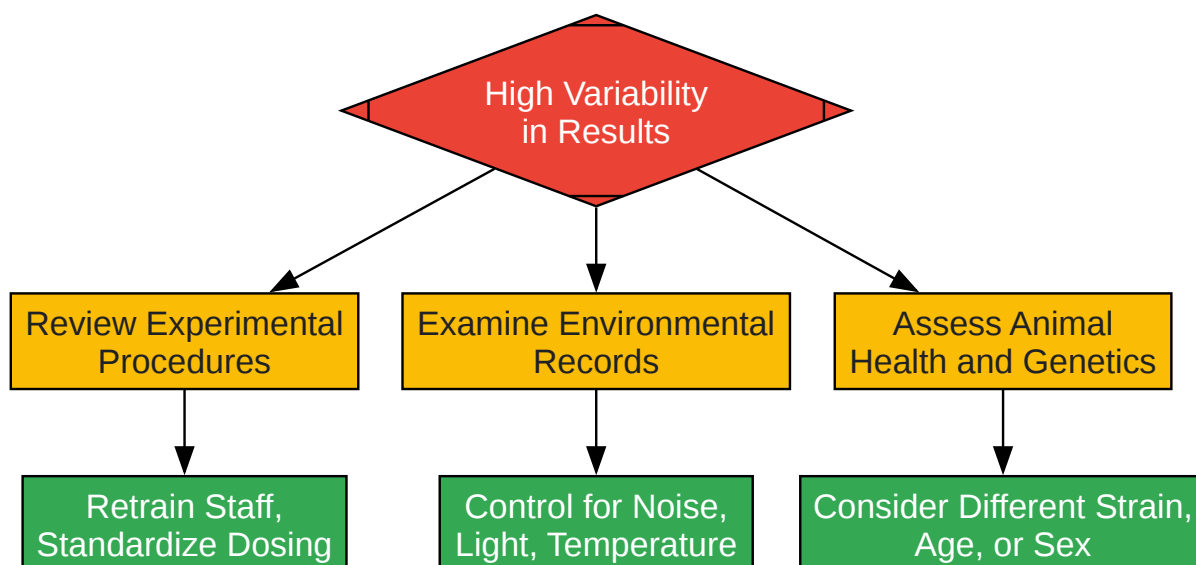 High Variability
in Results
Review Experimental
Procedures
Examine Environmental
Records
Assess Animal
Health and Genetics
Retrain Staff,
Standardize Dosing
Control for Noise,
Light, Temperature
Consider Different Strain,
Age, or Sex